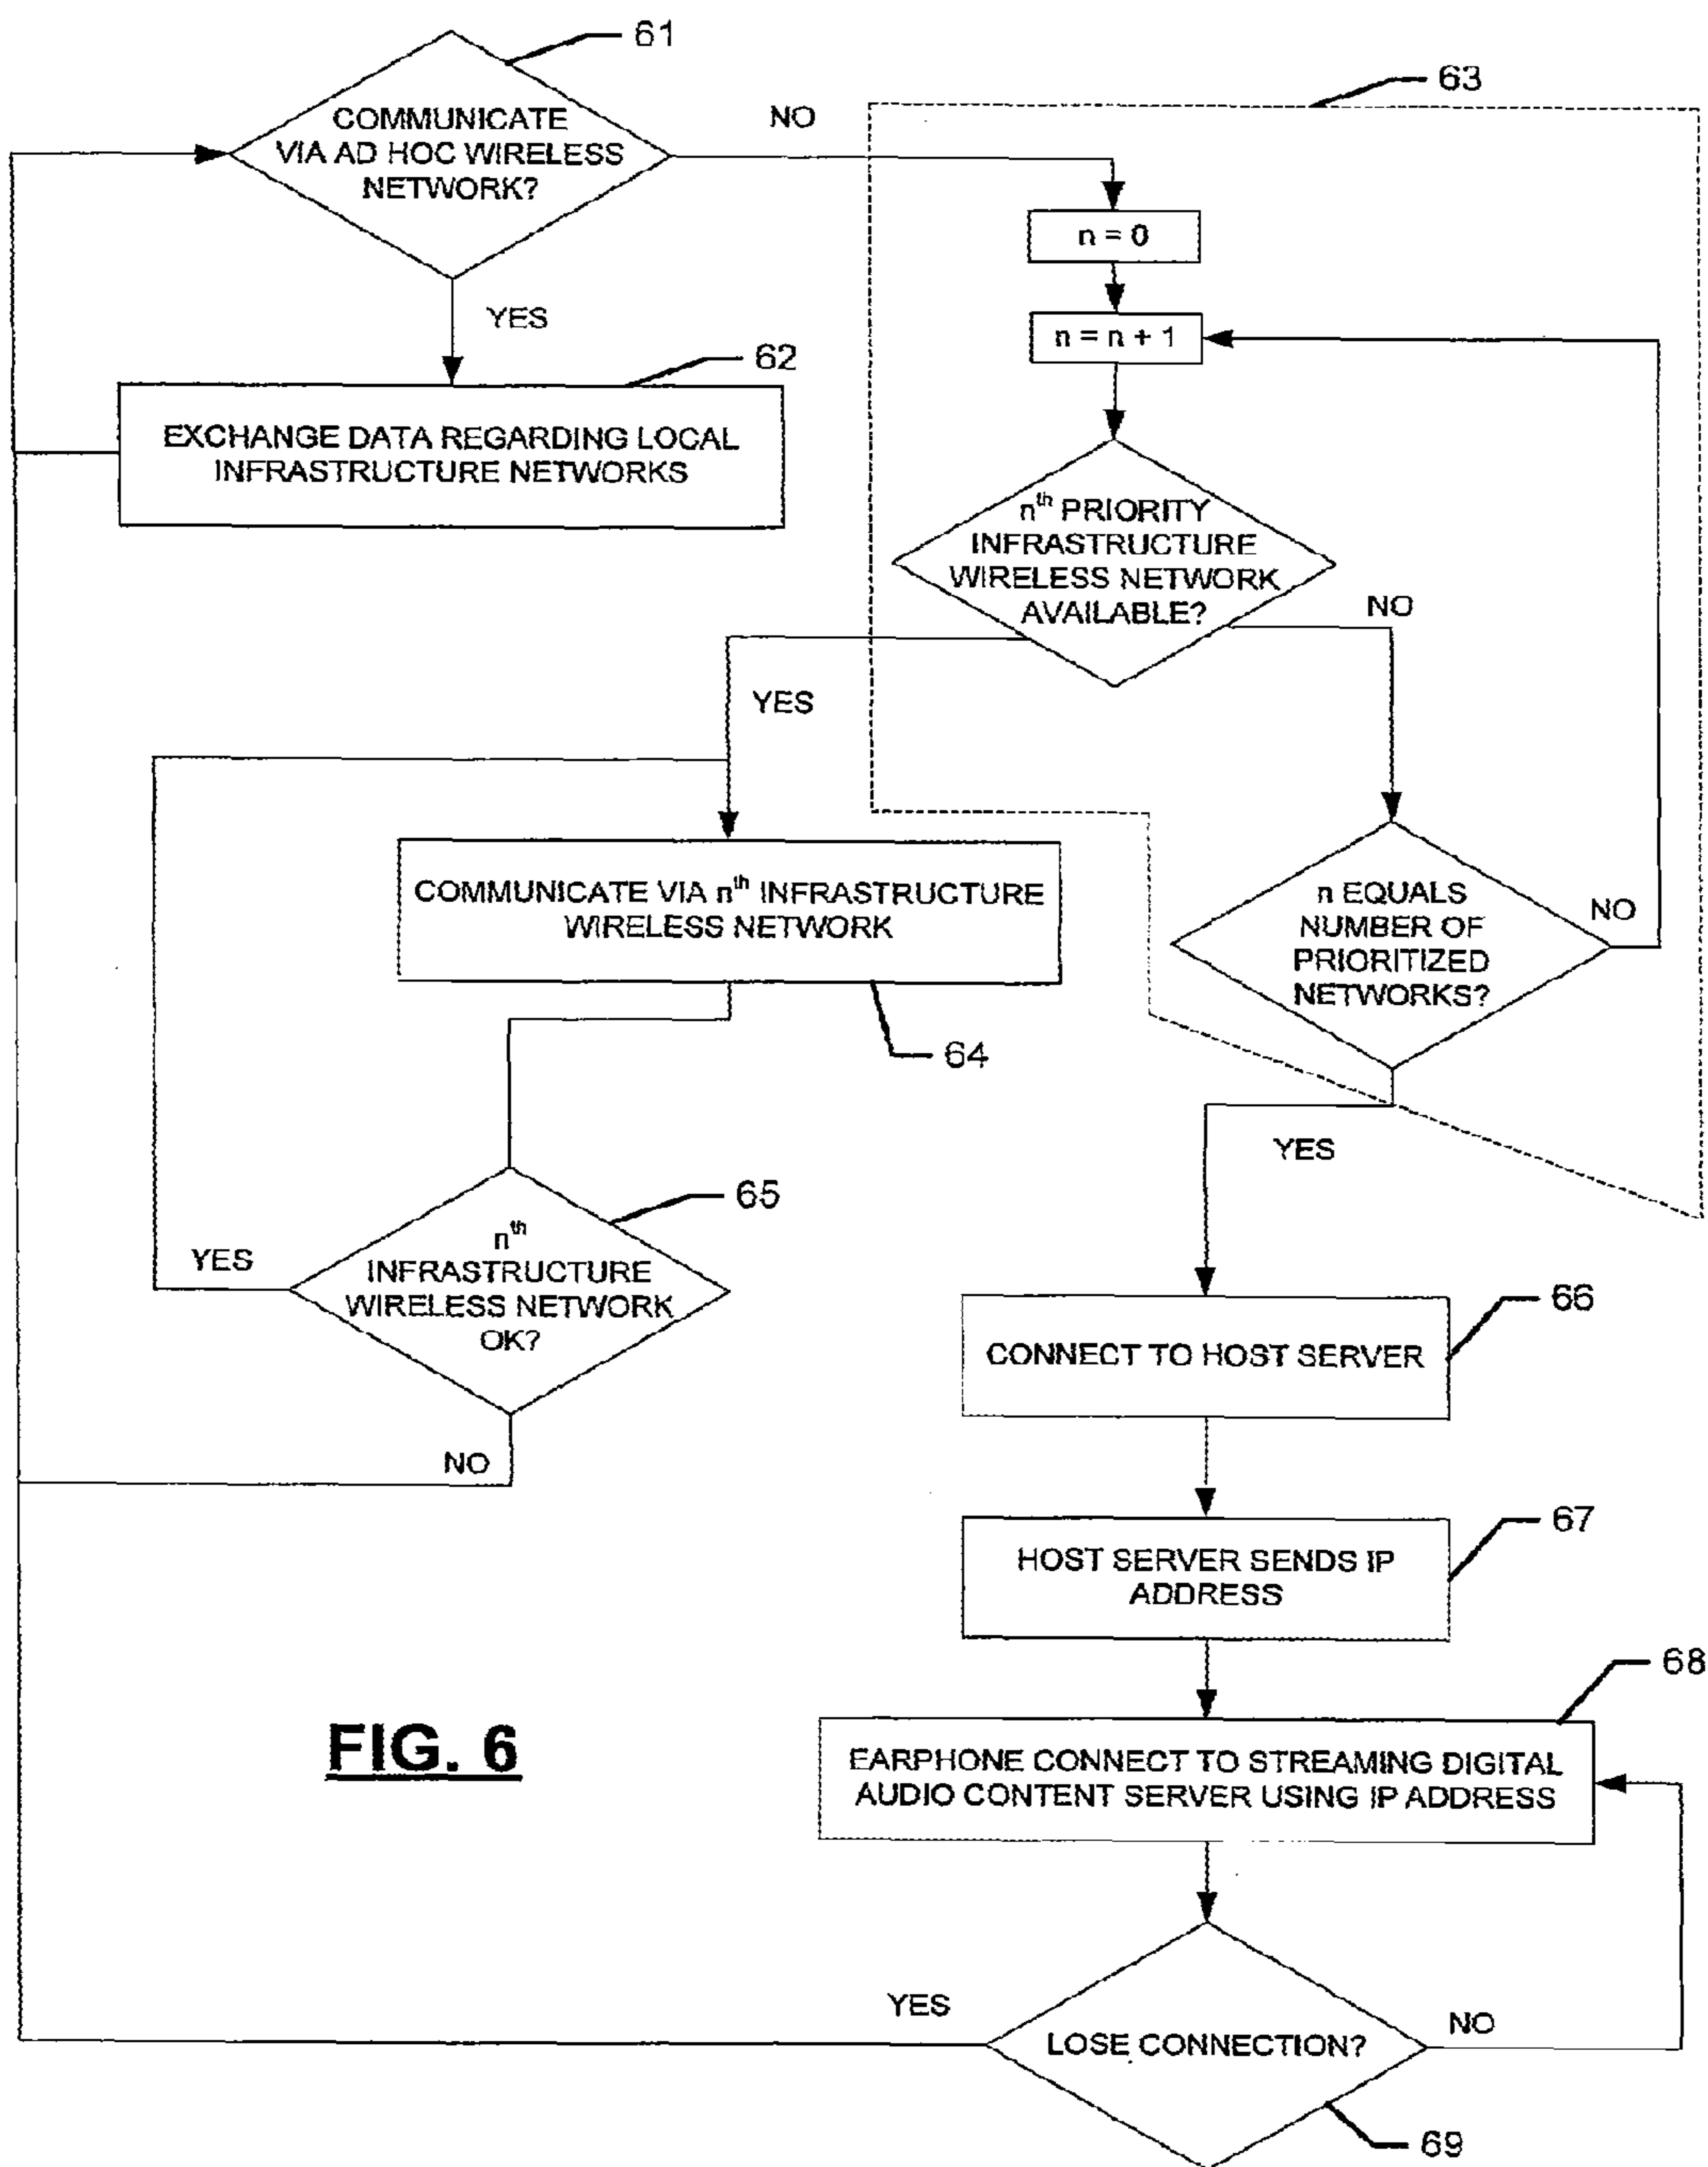 61
COMMUNICATE
VIA AD HOC WIRELESS
NETWORK?
NO
63
n = 0
n = n + 1
YES
62
EXCHANGE DATA REGARDING LOCAL
INFRASTRUCTURE NETWORKS
nth PRIORITY
INFRASTRUCTURE
WIRELESS NETWORK
AVAILABLE?
NO
YES
COMMUNICATE VIA nth INFRASTRUCTURE
WIRELESS NETWORK
64
n EQUALS
NUMBER OF
PRIORITIZED
NETWORKS?
NO
YES
65
nth
INFRASTRUCTURE
WIRELESS NETWORK
OK?
YES
NO
66
CONNECT TO HOST SERVER
67
HOST SERVER SENDS IP
ADDRESS
68
EARPHONE CONNECT TO STREAMING DIGITAL
AUDIO CONTENT SERVER USING IP ADDRESS
FIG. 6
YES
LOSE CONNECTION?
NO
69